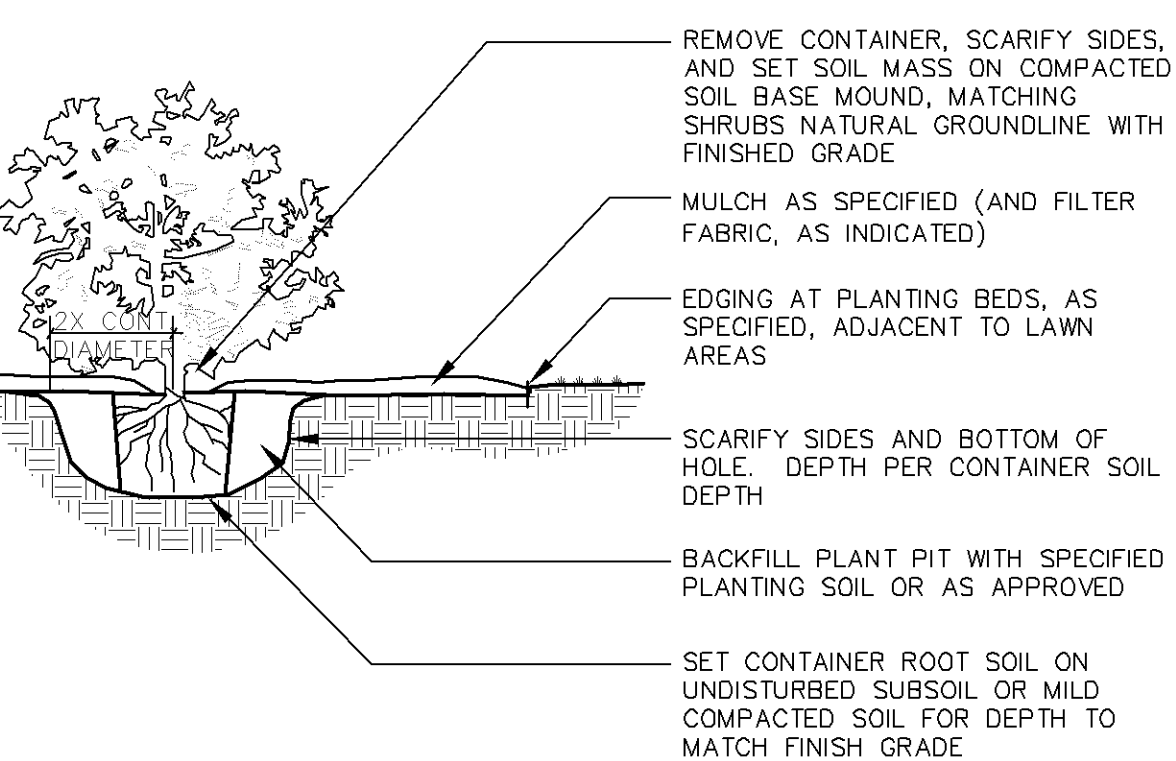 REMOVE CONTAINER, SCARIFY SIDES,
AND SET SOIL MASS ON COMPACTED
SOIL BASE MOUND, MATCHING
SHRUBS NATURAL GROUNDLINE WITH
FINISHED GRADE
MULCH AS SPECIFIED (AND FILTER
FABRIC, AS INDICATED)
EDGING AT PLANTING BEDS, AS
SPECIFIED, ADJACENT TO LAWN
AREAS
2X CONT.
DIAMETER
SCARIFY SIDES AND BOTTOM OF
HOLE. DEPTH PER CONTAINER SOIL
DEPTH
BACKFILL PLANT PIT WITH SPECIFIED
PLANTING SOIL OR AS APPROVED
SET CONTAINER ROOT SOIL ON
UNDISTURBED SUBSOIL OR MILD
COMPACTED SOIL FOR DEPTH TO
MATCH FINISH GRADE